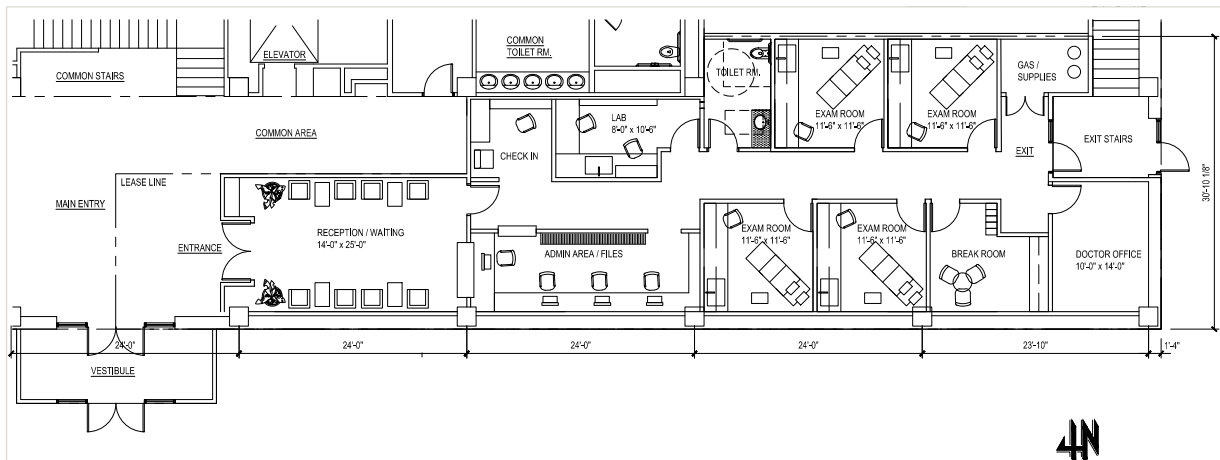 ELEVATOR
COMMON
TOILET RM.
COMMON STAIRS
TOILET RM.
GAS /
SUPPLIES
EXAM ROOM
11'-6" x 11'-6"
EXAM ROOM
11'-6" x 11'-6"
LAB
8'-0" x 10'-6"
COMMON AREA
CHECK IN
EXIT
EXIT STAIRS
LEASE LINE
MAIN ENTRY
ENTRANCE
RECEPTION / WAITING
14'-0" x 25'-0"
ADMIN AREA / FILES
EXAM ROOM
11'-6" x 11'-6"
EXAM ROOM
11'-6" x 11'-6"
BREAK ROOM
DOCTOR OFFICE
10'-0" x 14'-0"
30'-10 1/8"
24'-0"
24'-0"
24'-0"
24'-0"
23'-10"
1'-4"
VESTIBULE
N